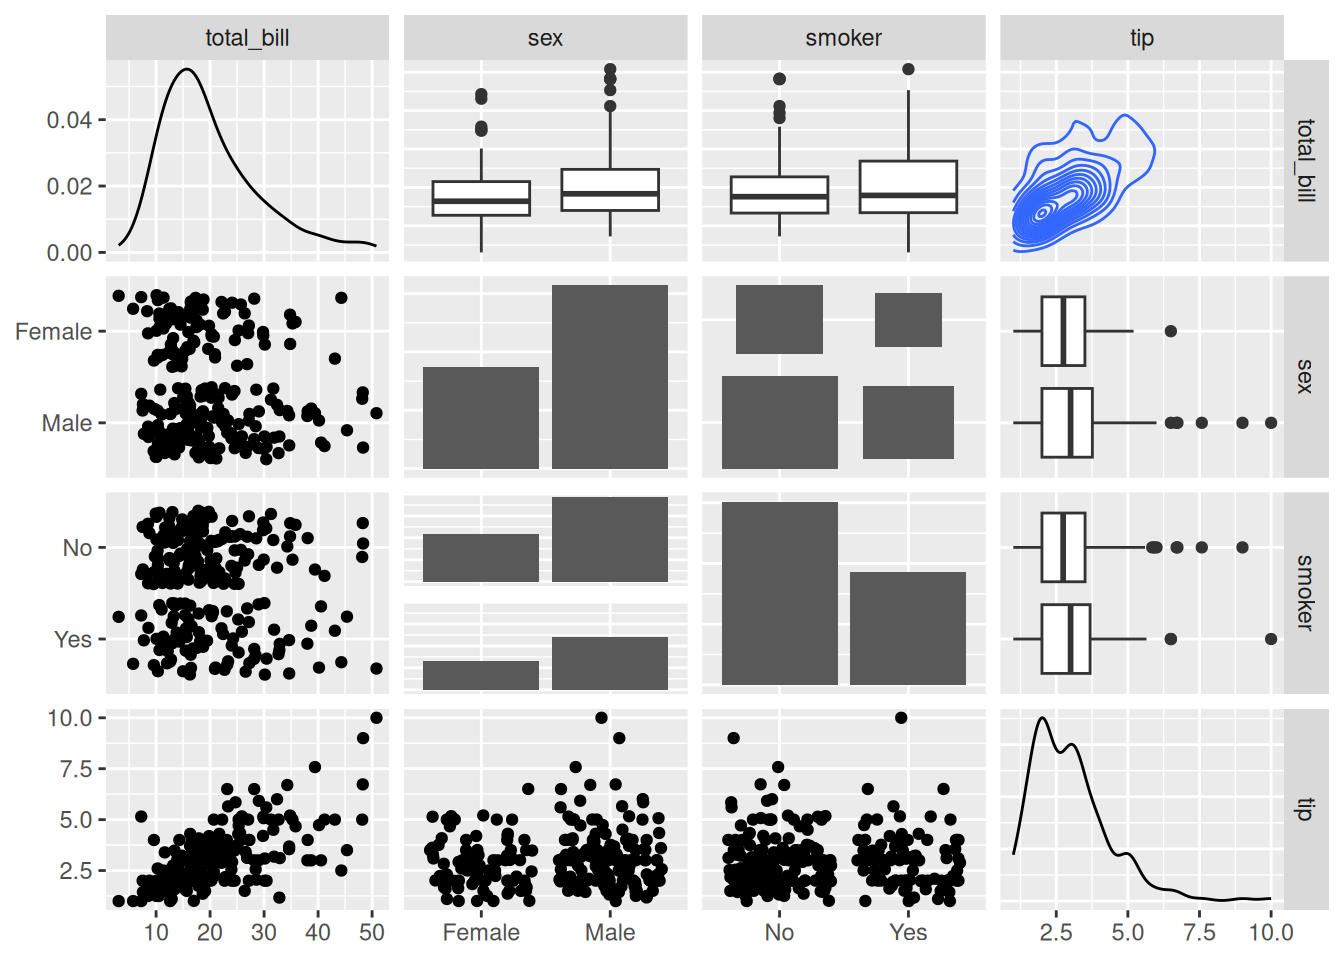 total_bill
sex
smoker
tip
0.04
0.02
0.00
total_bill
Female
Male
sex
No
Yes
smoker
10.0
7.5
5.0
2.5
tip
10 20 30 40 50
Female Male
No Yes
2.5 5.0 7.5 10.0